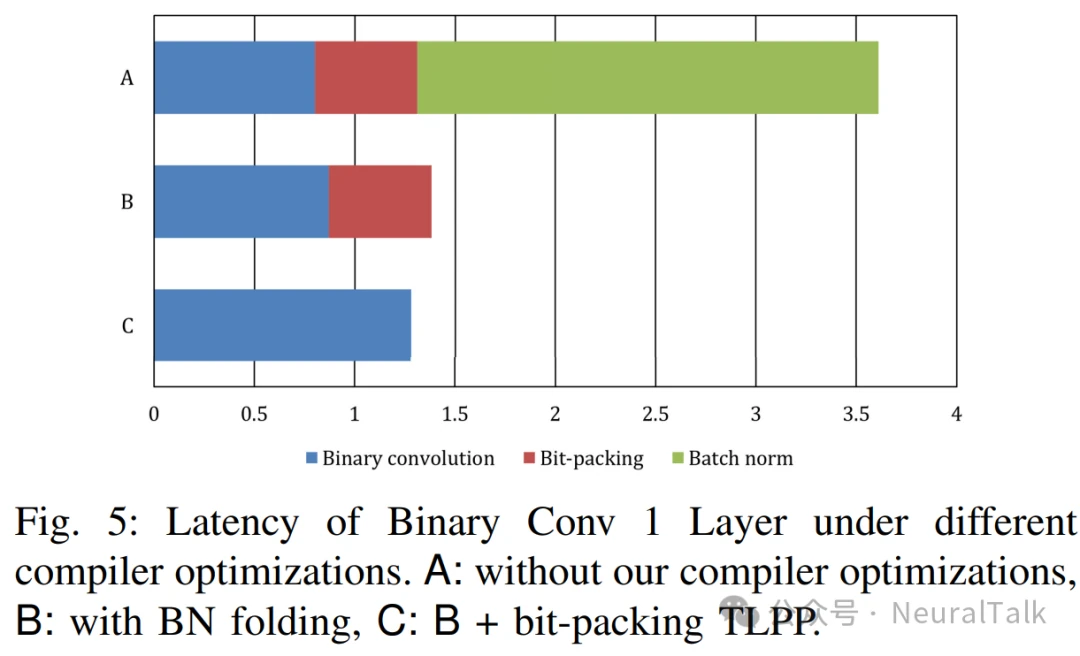 A
B
C
0 0.5 1 1.5 2 2.5 3 3.5 4
Binary convolution Bit-packing Batch norm
Fig. 5: Latency of Binary Conv 1 Layer under different
compiler optimizations. A: without our compiler optimizations,
B: with BN folding, C: B + bit-packing TLPP.
公众号 · NeuralTalk